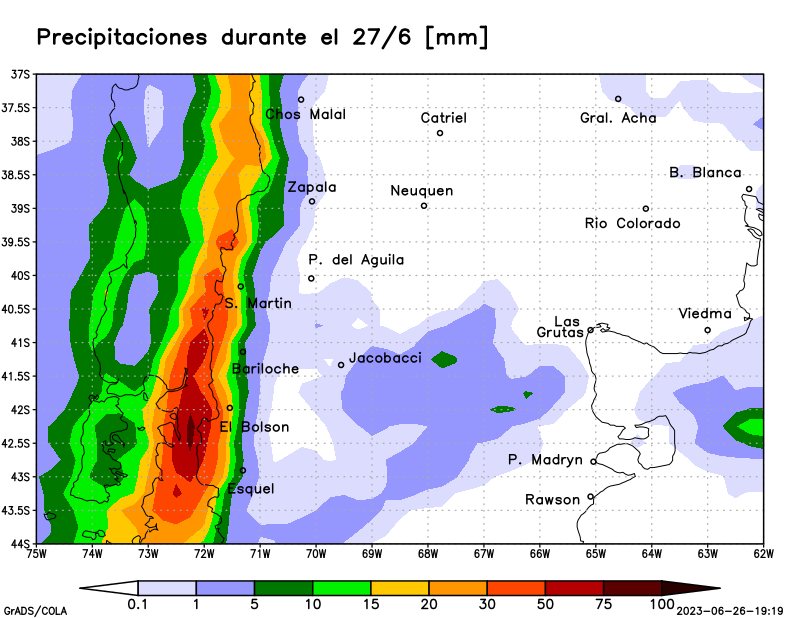 Precipitaciones durante el 27/6 [mm]
37S
37.5S
Chos Malal
Catriel
Gral. Acha
38S
38.5S
B. Blanca
Zapala
Neuquen
39S
Rio Colorado
39.5S
P. del Aguila
40S
S. Martin
40.5S
Viedma
Las
Grutas
41S
Jacobacci
Bariloche
41.5S
42S
El Bolson
42.5S
P. Madryn
43S
Esquel
Rawson
43.5S
44S
75W 74W 73W 72W 71W 70W 69W 68W 67W 66W 65W 64W 63W 62W
0.1 1 5 10 15 20 30 50 75 100
GrADS/COLA
2023-06-26-19:19